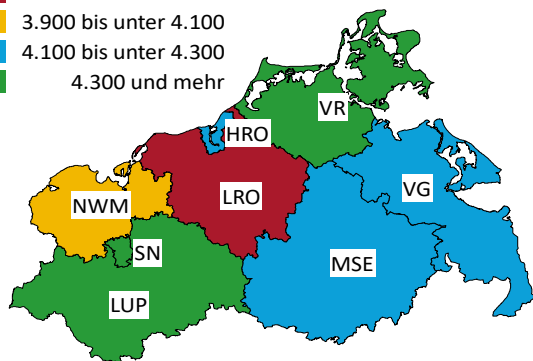 3.900 bis unter 4.100
4.100 bis unter 4.300
4.300 und mehr
VR
HRO
VG
NWM
LRO
SN
MSE
LUP